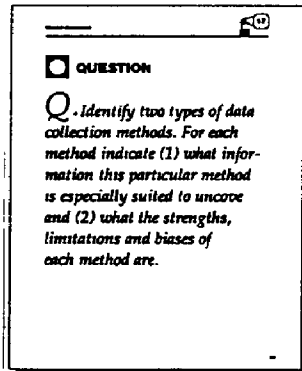 QUESTION
Q. Identify two types of data
collection methods. For each
method indicate (1) what infor-
mation this particular method
is especially suited to uncove
and (2) what the strengths,
limitations and biases of
each method are.